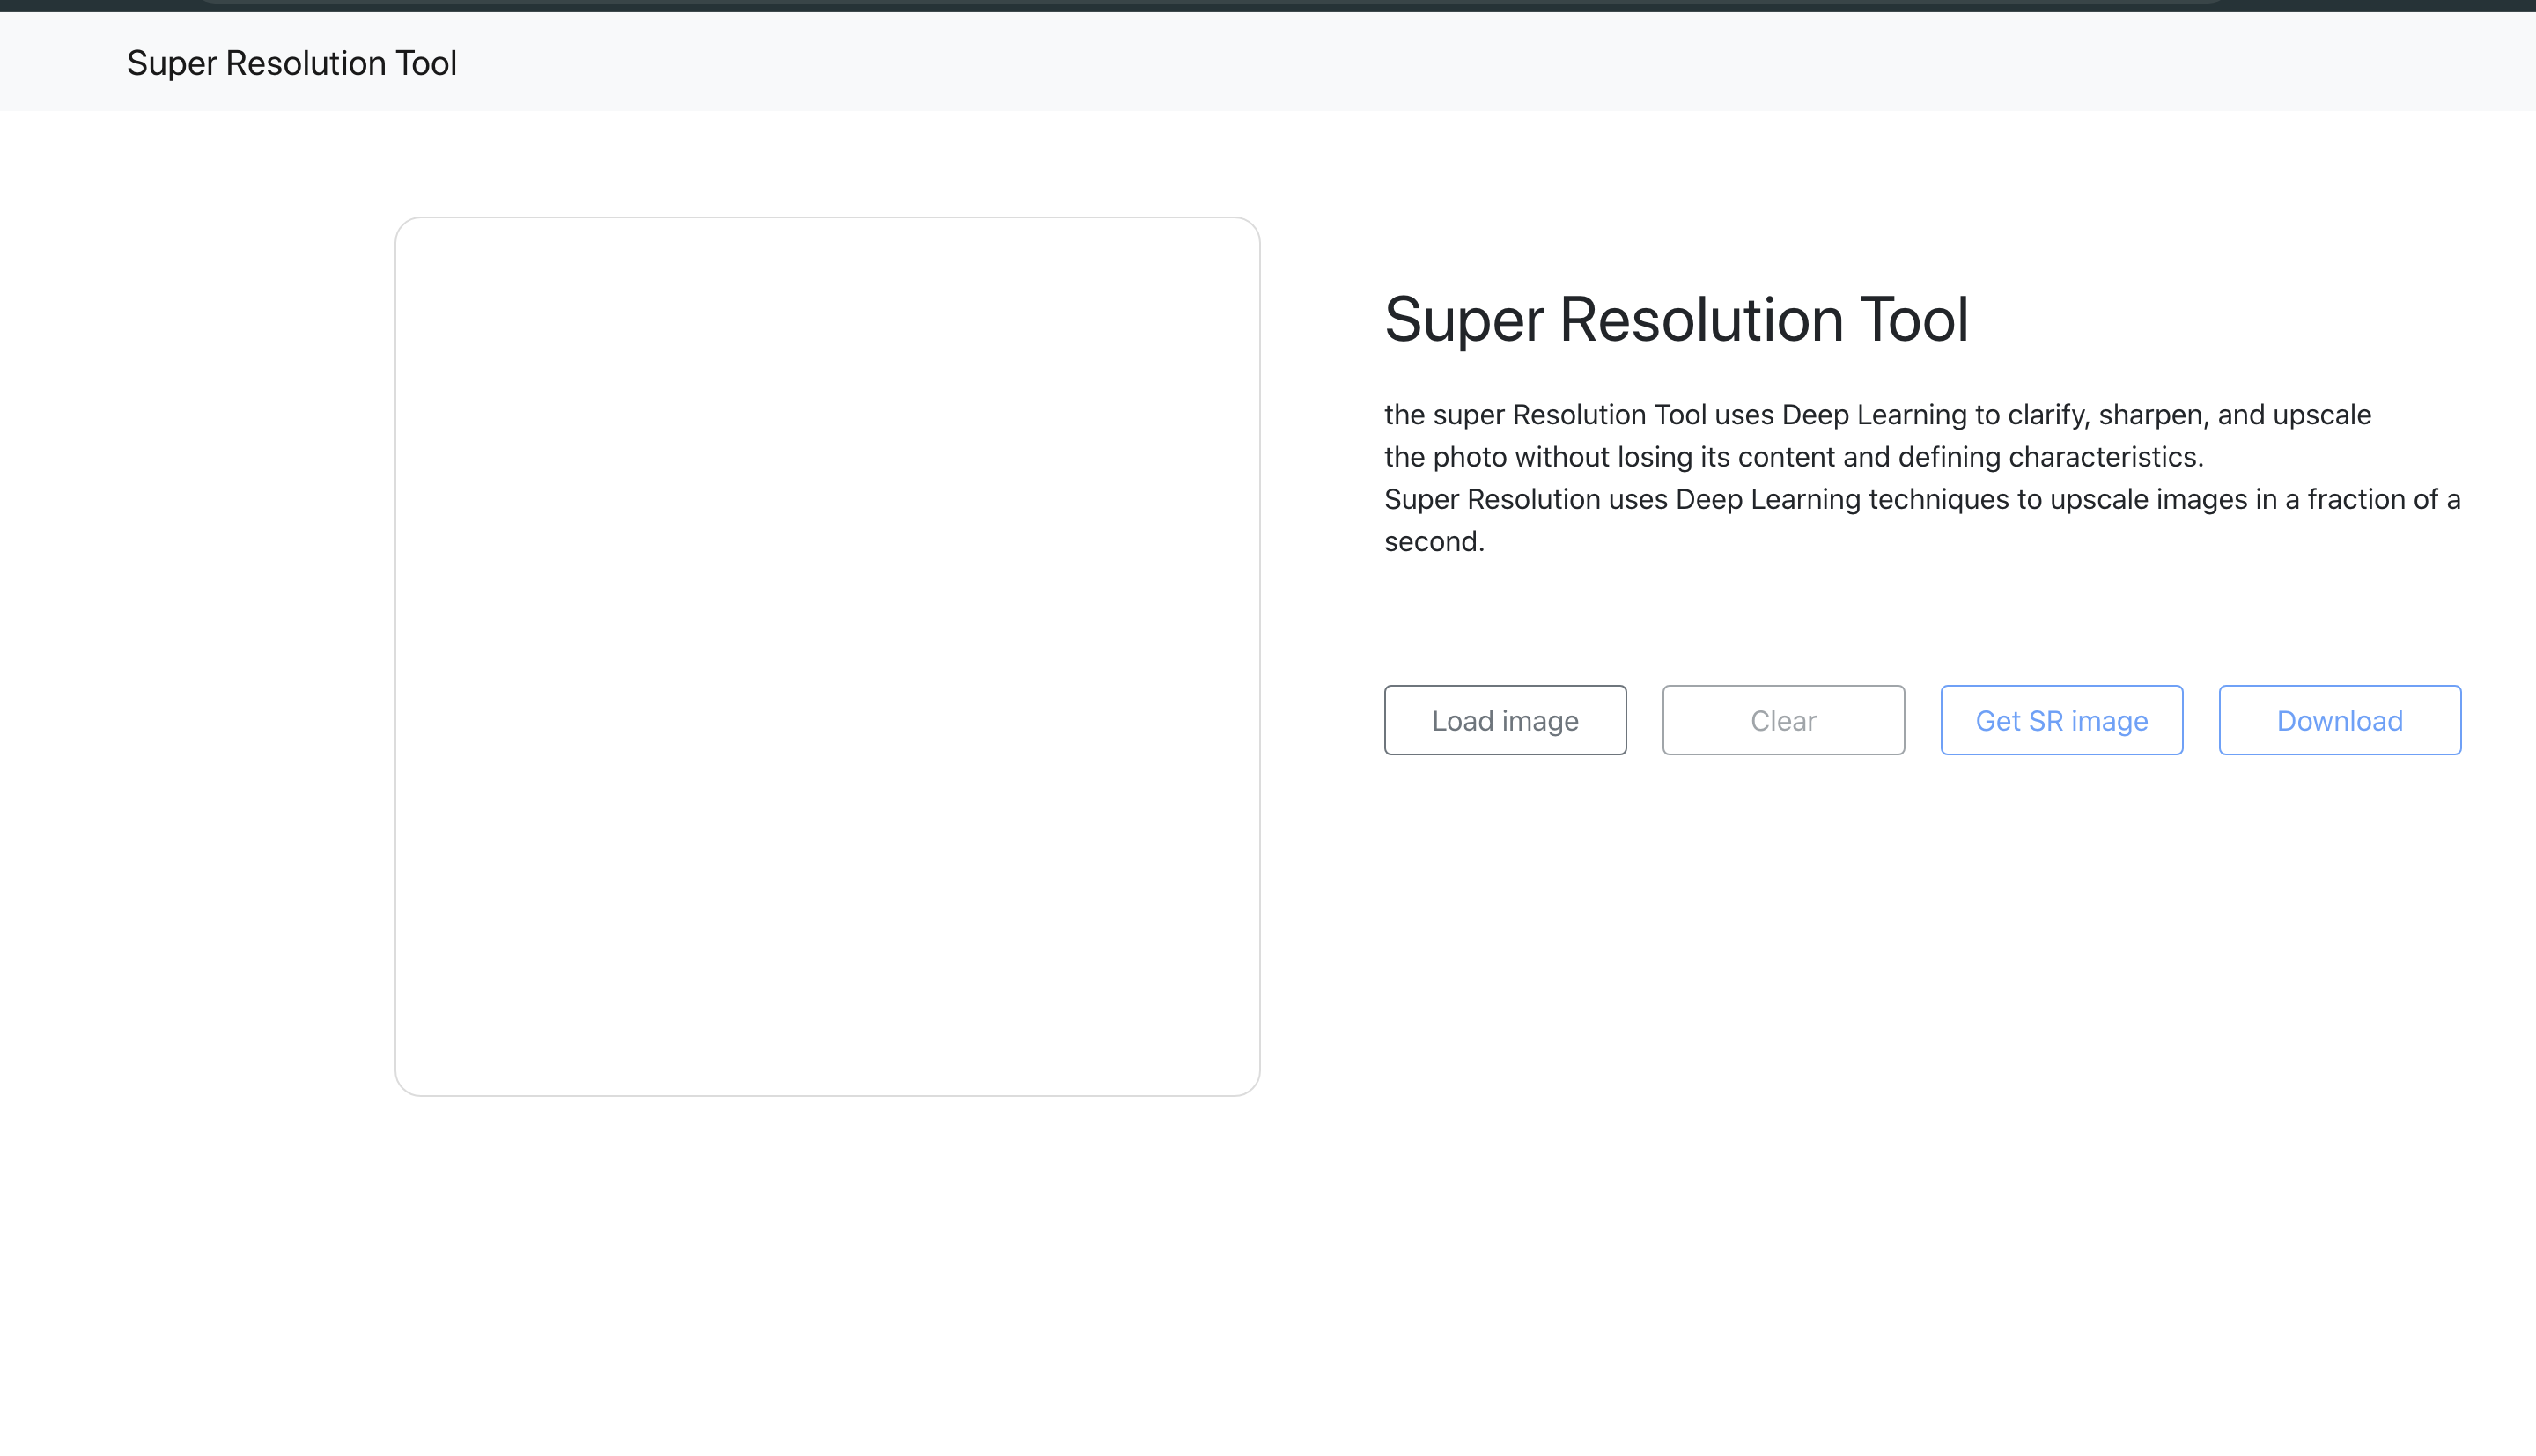 Super Resolution Tool
Super Resolution Tool
the super Resolution Tool uses Deep Learning to clarify, sharpen, and upscale
the photo without losing its content and defining characteristics.
Super Resolution uses Deep Learning techniques to upscale images in a fraction of a
second.
Load image
Clear
Get SR image
Download